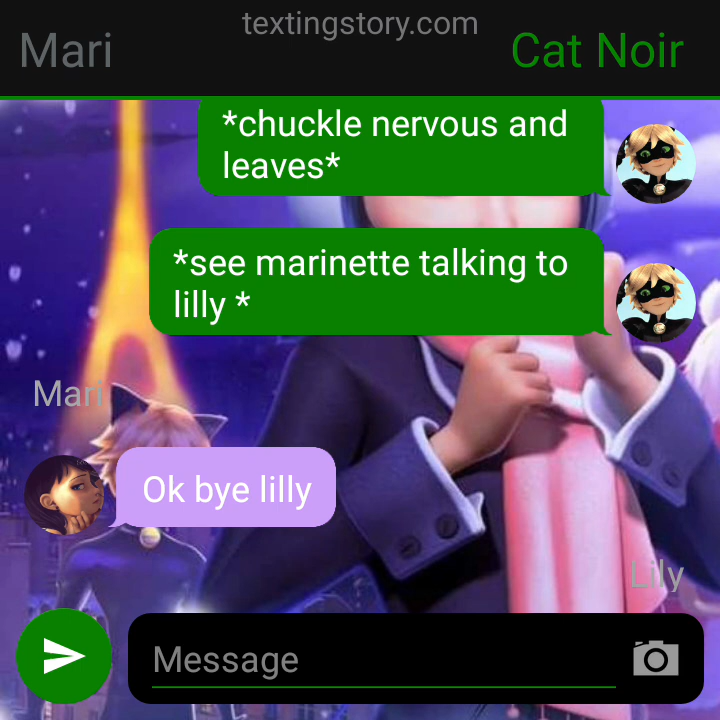 textingstory.com
Mari
Cat Noir
*chuckle nervous and
leaves*
*see marinette talking to
lilly *
Mari
Ok bye lilly
Lily
Message